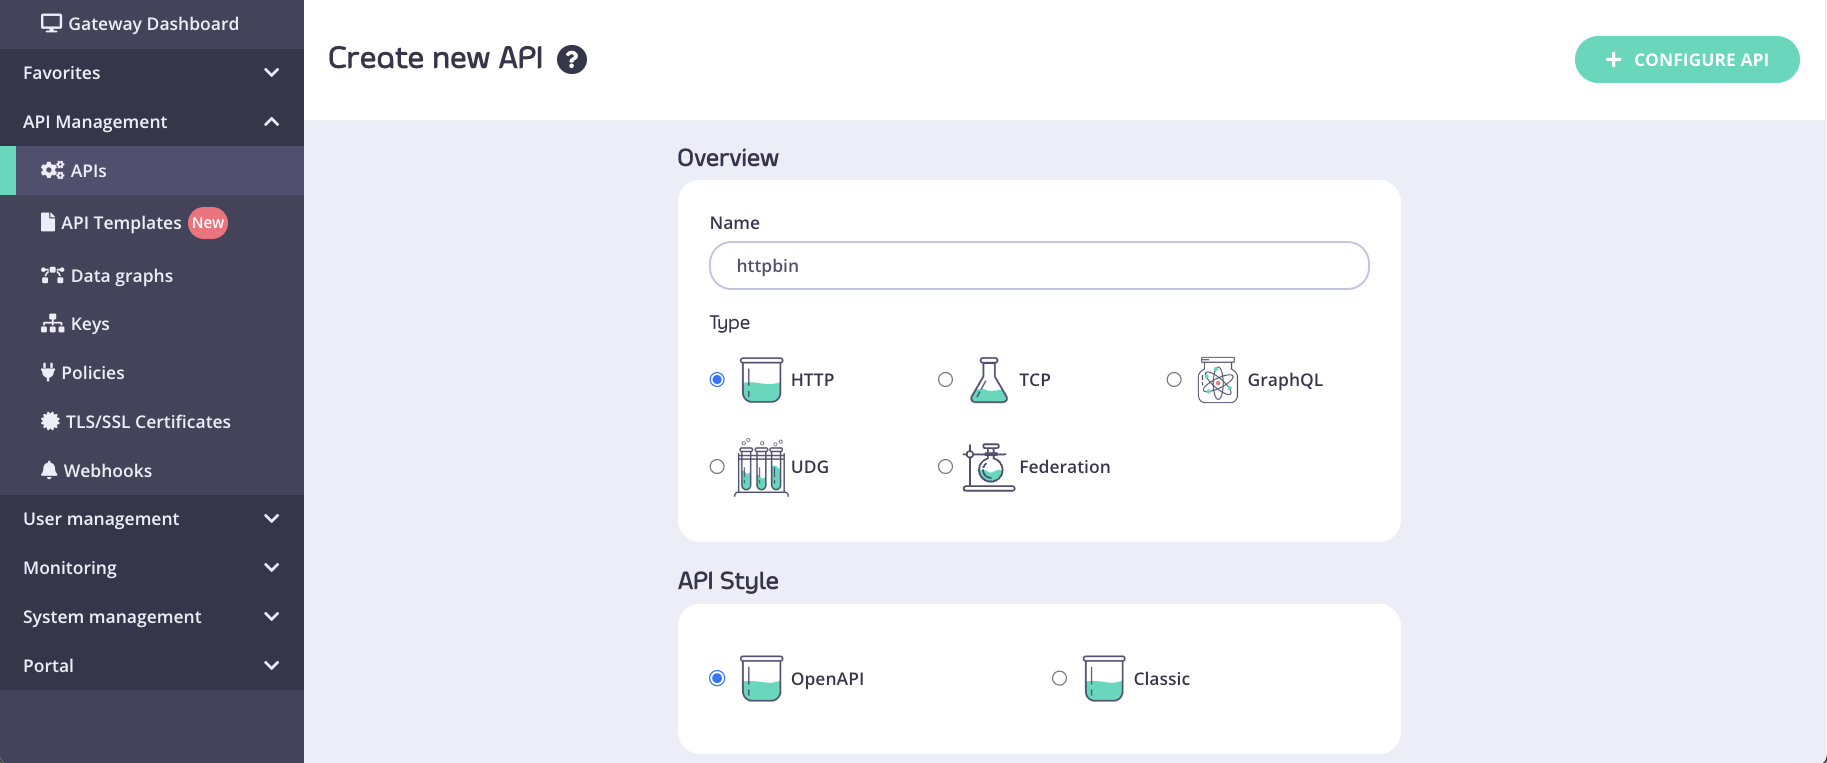 Gateway Dashboard
Favorites
API Management
APIs
API Templates New
Data graphs
Keys
Policies
TLS/SSL Certificates
Webhooks
User management
Monitoring
System management
Portal
Create new API ?
+ CONFIGURE API
Overview
Name
httpbin
Type
HTTP TCP GraphQL
UDG Federation
API Style
OpenAPI Classic